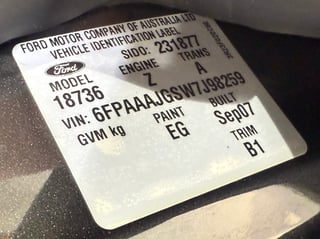 FORD MOTOR COMPANY OF AUSTRALIA LTD
VEHICLE IDENTIFICATION LABEL
Ford
SIDO: 231877
MODEL ENGINE TRANS
18736 Z A
VIN: 6FPAAAJGSW7J98259
GVM kg PAINT BUILT
EG Sep07
TRIM
B1